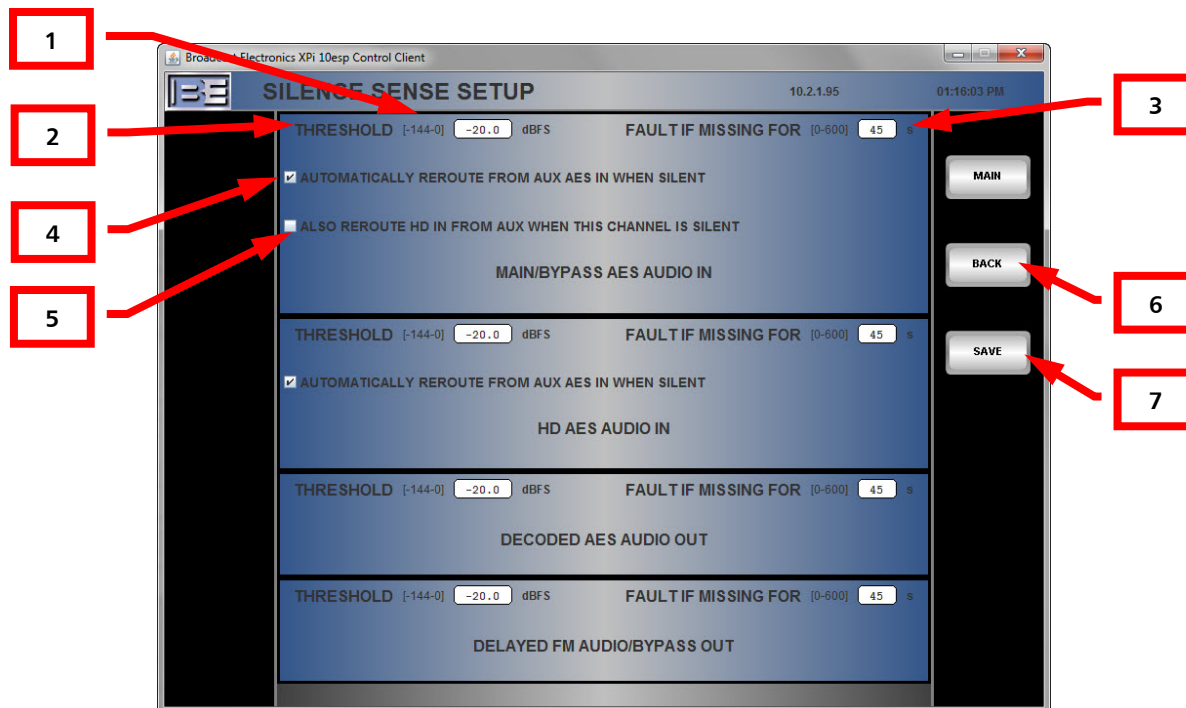 1
Broadcast Electronics XPi 10esp Control Client
BE SILENCE SENSE SETUP 10.2.1.95 01:16:03 PM
2
3
THRESHOLD [-144-0] -20.0 dBFS FAULT IF MISSING FOR [0-600] 45 s
4
AUTOMATICALLY REROUTE FROM AUX AES IN WHEN SILENT
MAIN
5
ALSO REROUTE HD IN FROM AUX WHEN THIS CHANNEL IS SILENT
MAIN/BYPASS AES AUDIO IN
BACK
6
THRESHOLD [-144-0] -20.0 dBFS FAULT IF MISSING FOR [0-600] 45 s
SAVE
7
AUTOMATICALLY REROUTE FROM AUX AES IN WHEN SILENT
HD AES AUDIO IN
THRESHOLD [-144-0] -20.0 dBFS FAULT IF MISSING FOR [0-600] 45 s
DECODED AES AUDIO OUT
THRESHOLD [-144-0] -20.0 dBFS FAULT IF MISSING FOR [0-600] 45 s
DELAYED FM AUDIO/BYPASS OUT